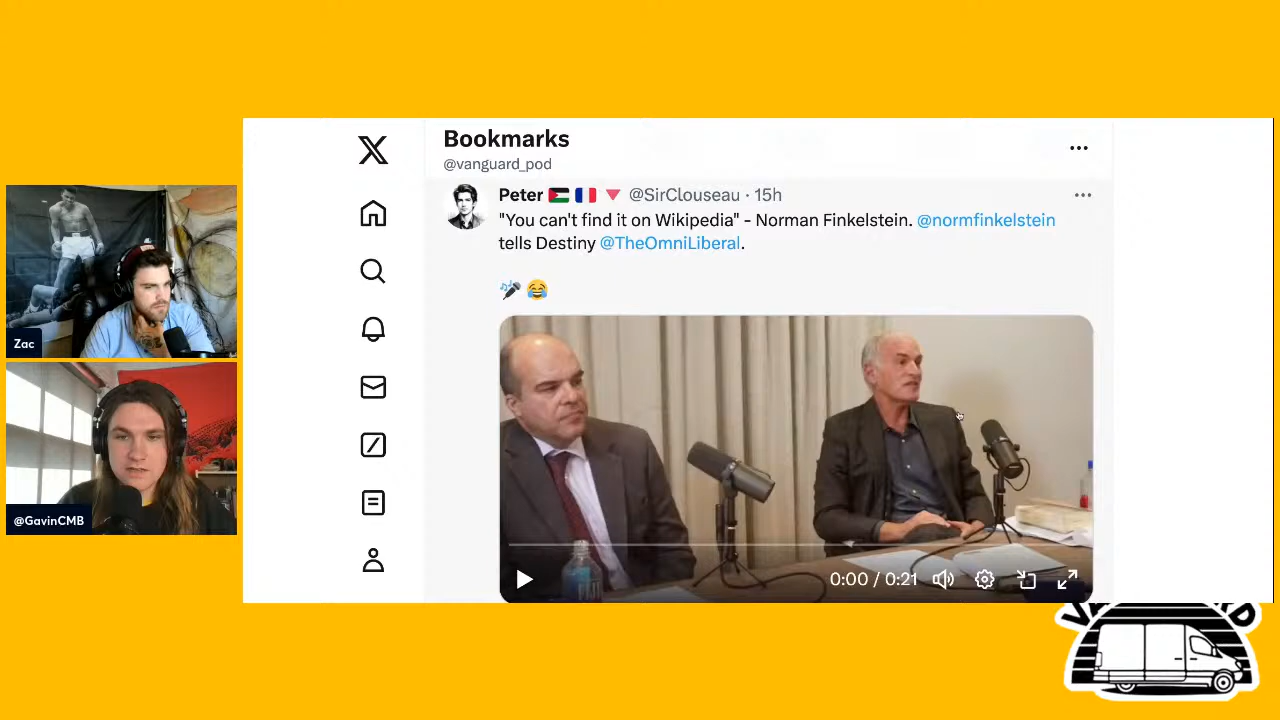 Bookmarks
@vanguard_pod
Peter @SirClouseau · 15h
"You can't find it on Wikipedia" - Norman Finkelstein. @normfinkelstein
tells Destiny @TheOmniLiberal.
0:00 / 0:21
Zac
@GavinCMB